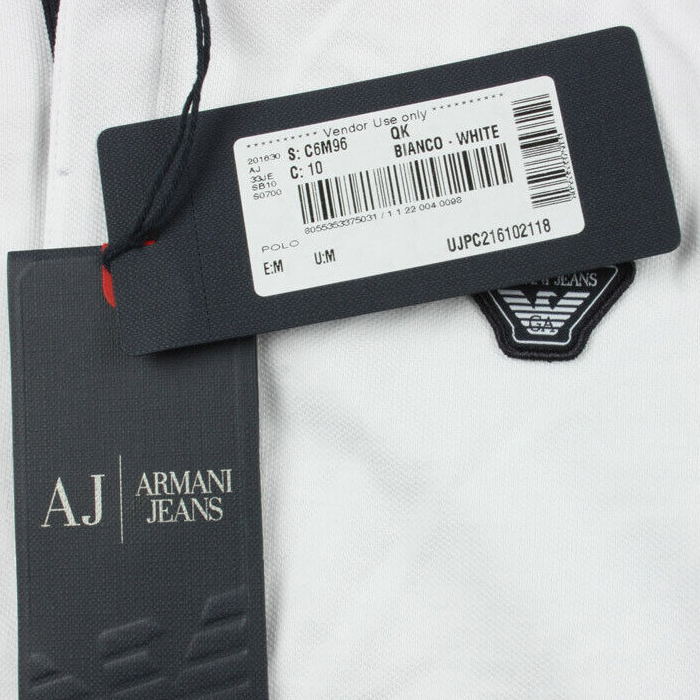 ********** Vendor Use only **********
201630
AJ
33JE
SB10
S0700
S: C6M96 QK
C: 10 BIANCO - WHITE
8055353375031 / 1 1.22 004.0098
POLO
E:M U:M UJPC216102118
JEANS
GA
AJ ARMANI
JEANS